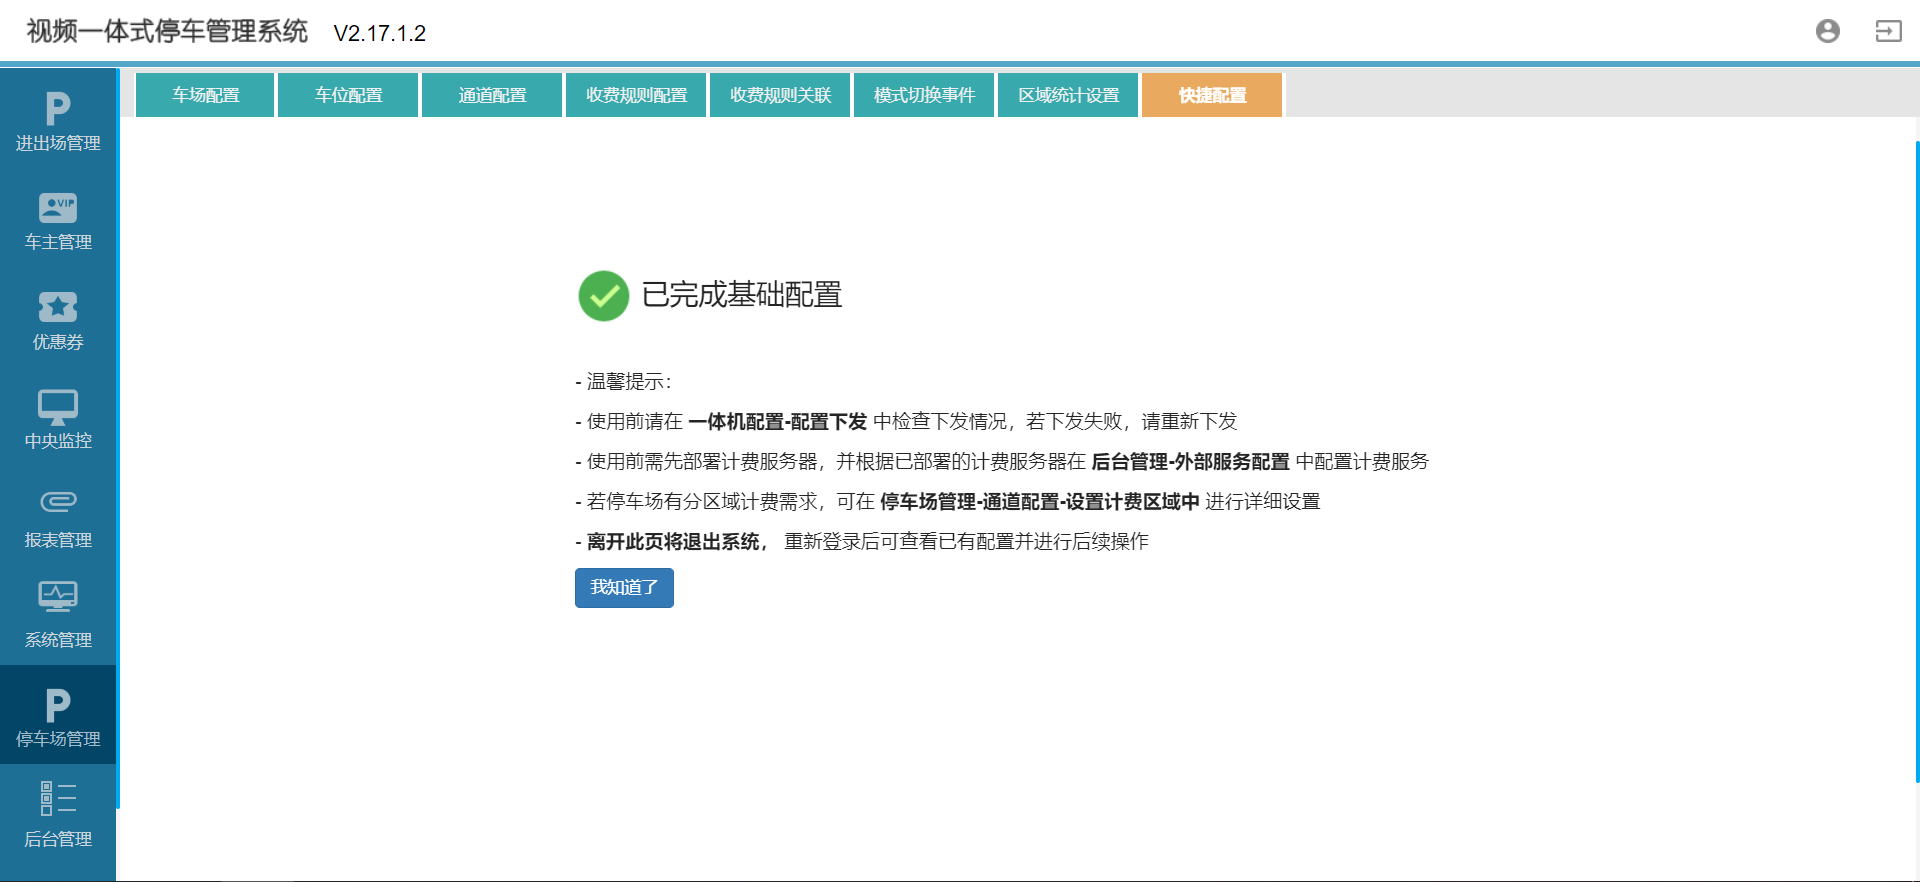 视频一体式停车管理系统 V2.17.1.2
车场配置 车位配置 通道配置 收费规则配置 收费规则关联 模式切换事件 区域统计设置 快捷配置
进出场管理
VIP
车主管理
优惠券
中央监控
报表管理
系统管理
停车场管理
后台管理
已完成基础配置
- 温馨提示：
- 使用前请在 一体机配置-配置下发 中检查下发情况，若下发失败，请重新下发
- 使用前需先部署计费服务器，并根据已部署的计费服务器在 后台管理-外部服务配置 中配置计费服务
- 若停车场有分区域计费需求，可在 停车场管理-通道配置-设置计费区域中 进行详细设置
- 离开此页将退出系统， 重新登录后可查看已有配置并进行后续操作
我知道了